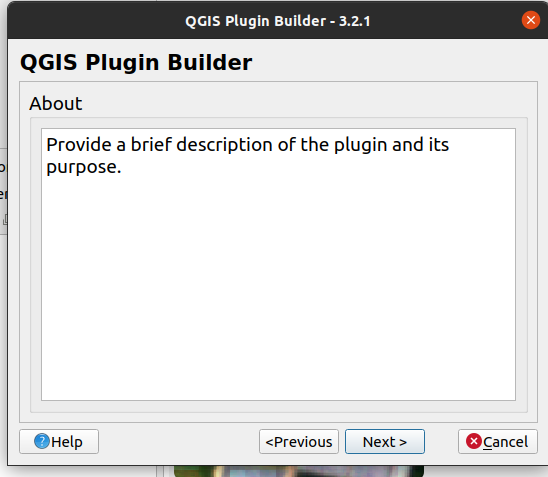 QGIS Plugin Builder - 3.2.1
QGIS Plugin Builder
About
Provide a brief description of the plugin and its
purpose.
Help
<Previous
Next >
Cancel